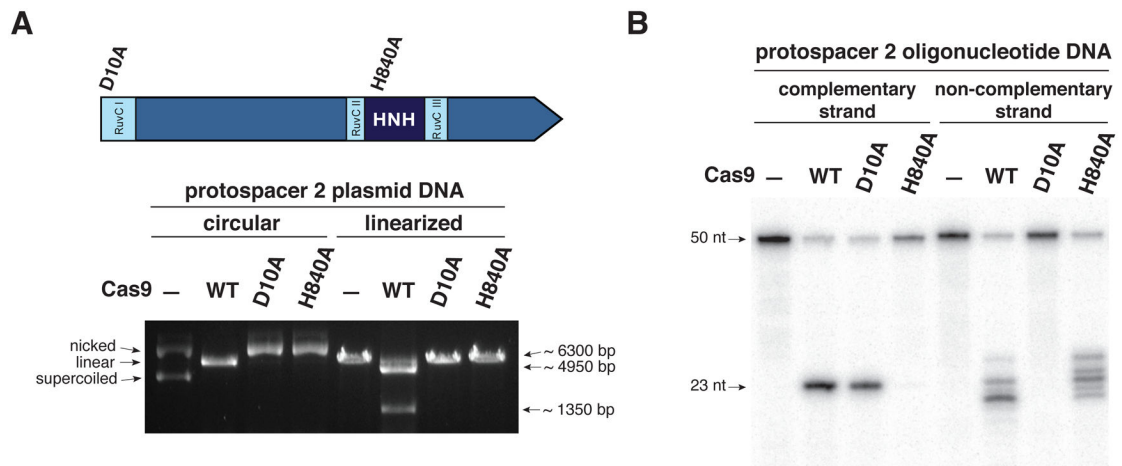 A
D10A
H840A
RuvC I
RuvC II
HNH
RuvC III
protospacer 2 plasmid DNA
circular
linearized
Cas9
— WT D10A H840A — WT D10A H840A
nicked
linear
supercoiled
~ 6300 bp
~ 4950 bp
~ 1350 bp
B
protospacer 2 oligonucleotide DNA
complementary
strand
non-complementary
strand
Cas9
— WT D10A H840A — WT D10A H840A
50 nt
23 nt